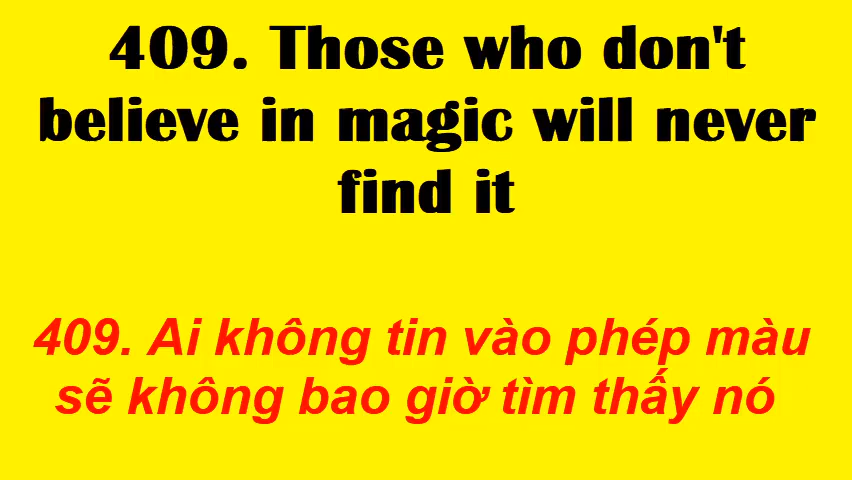 409. Those who don't
believe in magic will never
find it
409. Ai không tin vào phép màu
sẽ không bao giờ tìm thấy nó